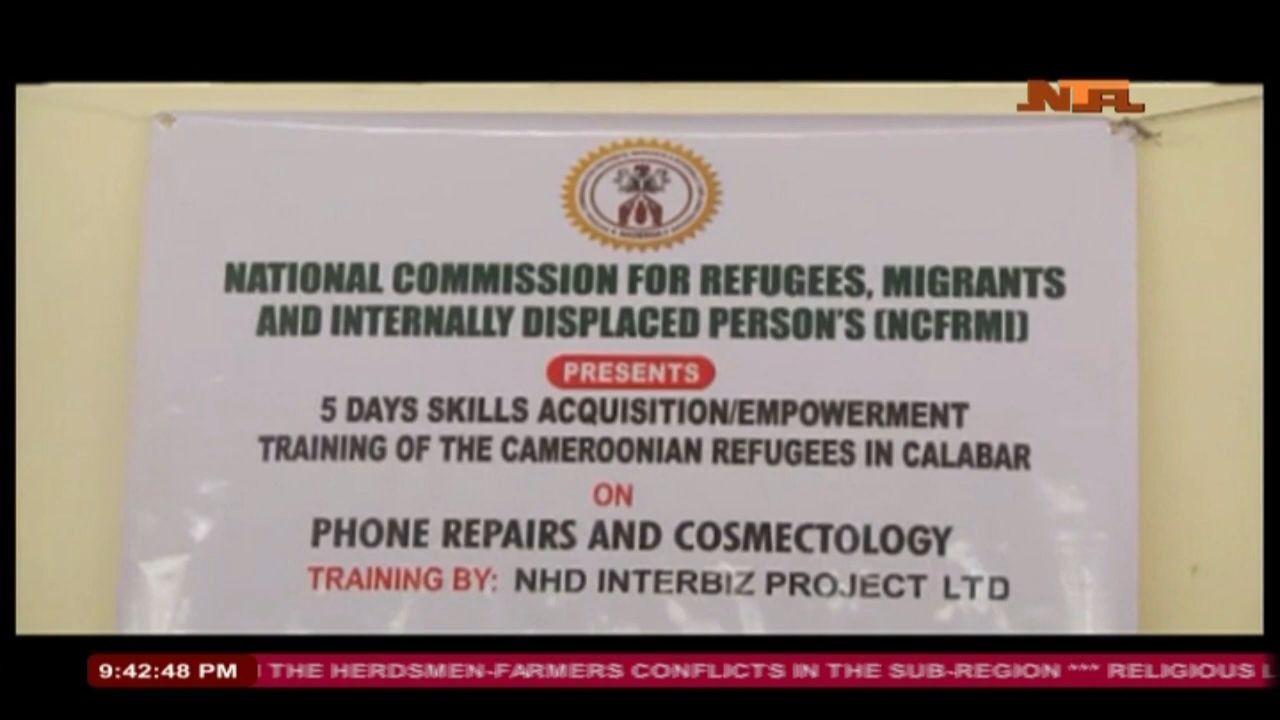 NTA
NATIONAL COMMISSION FOR REFUGEES, MIGRANTS
AND INTERNALLY DISPLACED PERSON'S (NCFRMI)
PRESENTS
5 DAYS SKILLS ACQUISITION/EMPOWERMENT
TRAINING OF THE CAMEROONIAN REFUGEES IN CALABAR
ON
PHONE REPAIRS AND COSMECTOLOGY
TRAINING BY: NHD INTERBIZ PROJECT LTD
9:42:48 PM THE HERDSMEN-FARMERS CONFLICTS IN THE SUB-REGION *** RELIGIOUS